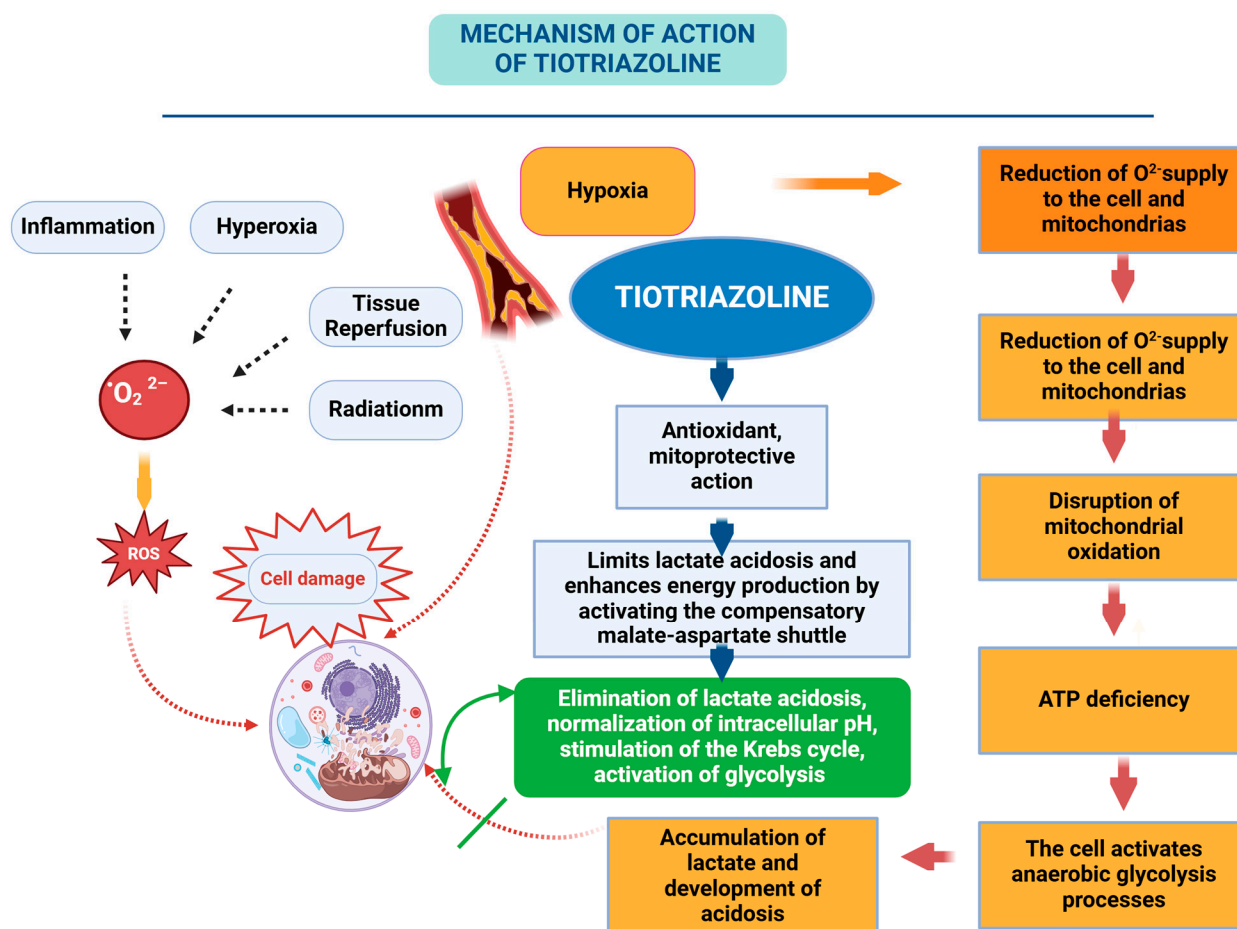 MECHANISM OF ACTION
OF TIOTRIAZOLINE
Hypoxia
Reduction of O²⁻supply
to the cell and
mitochondrias
Inflammation
Hyperoxia
Tissue
Reperfusion
Radiationm
•O₂ ²⁻
ROS
Cell damage
TIOTRIAZOLINE
Antioxidant,
mitoprotective
action
Limits lactate acidosis and
enhances energy production by
activating the compensatory
malate-aspartate shuttle
Elimination of lactate acidosis,
normalization of intracellular pH,
stimulation of the Krebs cycle,
activation of glycolysis
Reduction of O²⁻supply
to the cell and
mitochondrias
Disruption of
mitochondrial
oxidation
ATP deficiency
The cell activates
anaerobic glycolysis
processes
Accumulation of
lactate and
development of
acidosis